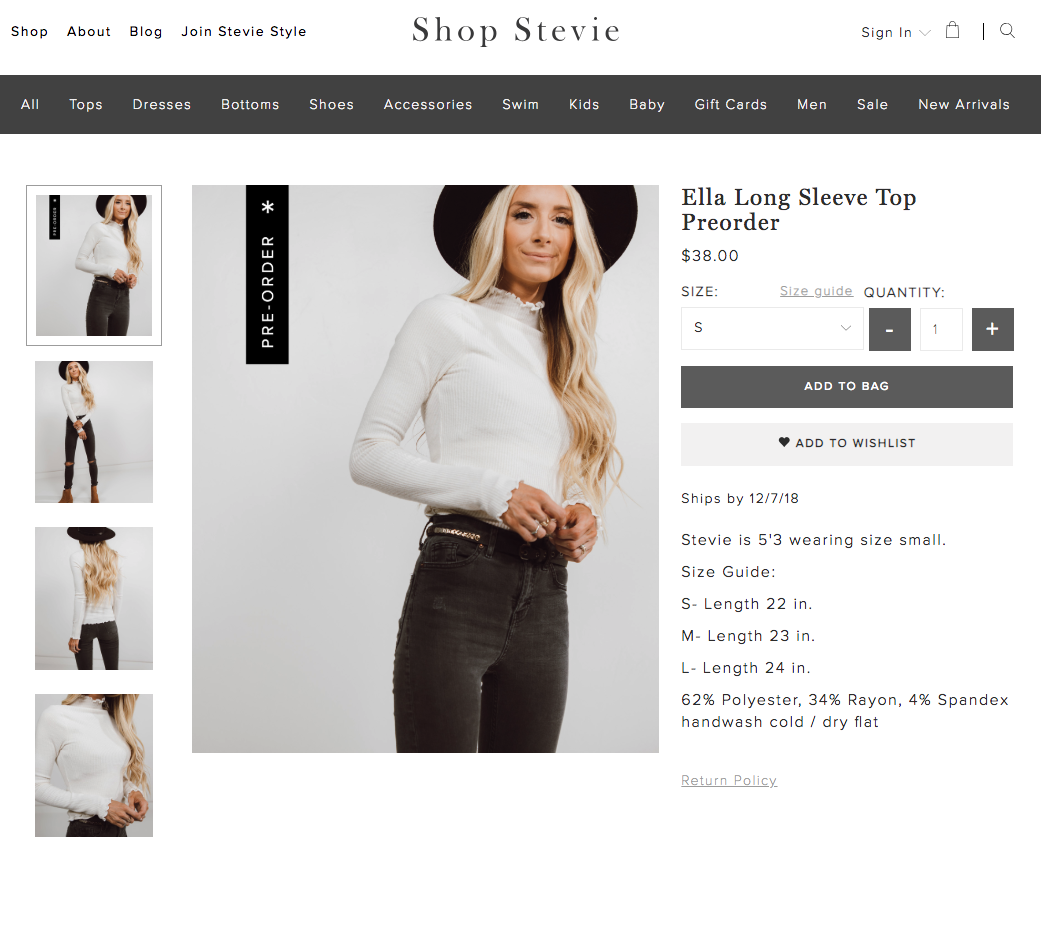 Shop About Blog Join Stevie Style
Shop Stevie
Sign In
All Tops Dresses Bottoms Shoes Accessories Swim Kids Baby Gift Cards Men Sale New Arrivals
PRE-ORDER *
PRE-ORDER *
Ella Long Sleeve Top
Preorder
$38.00
SIZE: Size guide QUANTITY:
S - 1 +
ADD TO BAG
ADD TO WISHLIST
Ships by 12/7/18
Stevie is 5'3 wearing size small.
Size Guide:
S- Length 22 in.
M- Length 23 in.
L- Length 24 in.
62% Polyester, 34% Rayon, 4% Spandex
handwash cold / dry flat
Return Policy